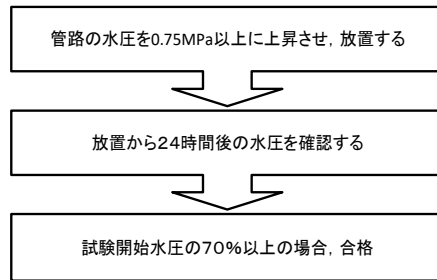 管路の水圧を0.75MPa以上に上昇させ，放置する
放置から２４時間後の水圧を確認する
試験開始水圧の７０％以上の場合，合格